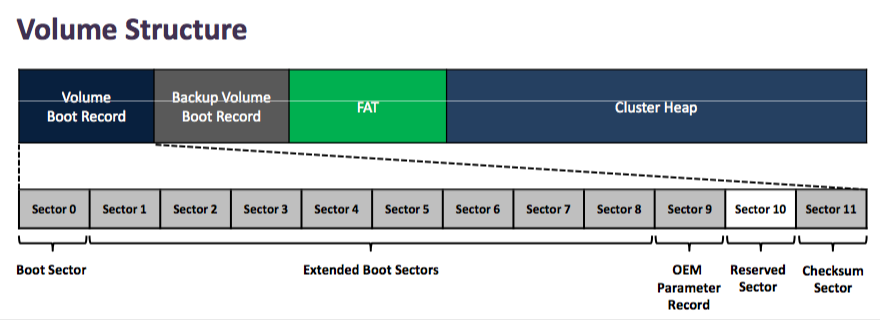 Volume Structure
Volume
Boot Record
Backup Volume
Boot Record
FAT
Cluster Heap
Sector 0
Sector 1
Sector 2
Sector 3
Sector 4
Sector 5
Sector 6
Sector 7
Sector 8
Sector 9
Sector 10
Sector 11
Boot Sector
Extended Boot Sectors
OEM
Parameter
Record
Reserved
Sector
Checksum
Sector